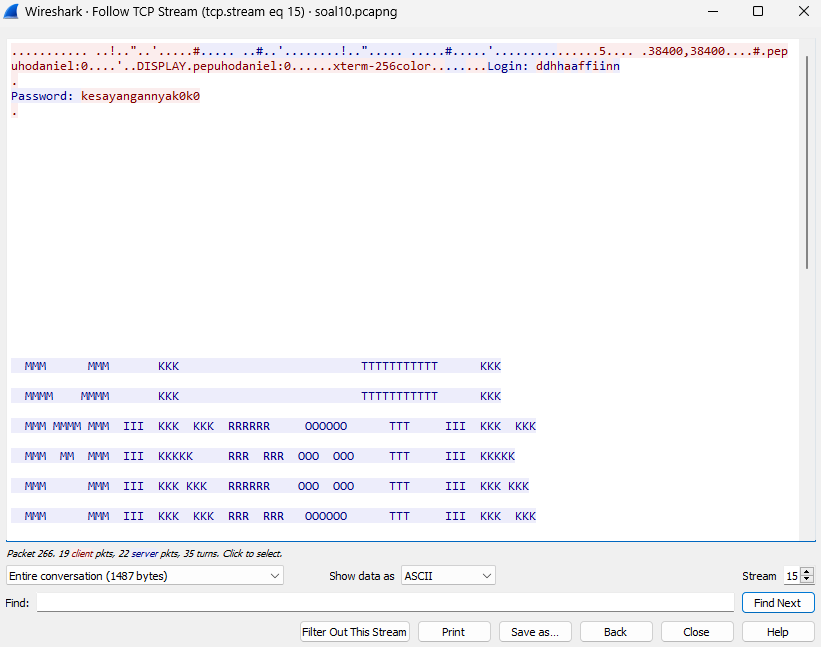 Wireshark · Follow TCP Stream (tcp.stream eq 15) · soal10.pcapng
........... ..!.."..'.....#..... ..#..'........!..".....  .....#.....'................5.... .38400,38400....#.pep
uhodaniel:0....'..DISPLAY.pepuhodaniel:0......xterm-256color........Login: ddhhaaffiinn
.
Password: kesayangannyak0k0
.
MMM      MMM       KKK                          TTTTTTTTTTT      KKK
MMMM    MMMM       KKK                          TTTTTTTTTTT      KKK
MMM MMMM MMM  III  KKK  KKK  RRRRRR     OOOOOO      TTT     III  KKK  KKK
MMM  MM  MMM  III  KKKKK     RRR  RRR  OOO  OOO     TTT     III  KKKKK
MMM      MMM  III  KKK KKK   RRRRRR    OOO  OOO     TTT     III  KKK KKK
MMM      MMM  III  KKK  KKK  RRR  RRR   OOOOOO      TTT     III  KKK  KKK
Packet 266. 19 client pkts, 22 server pkts, 35 turns. Click to select.
Entire conversation (1487 bytes) Show data as ASCII Stream 15
Find: Find Next
Filter Out This Stream Print Save as... Back Close Help